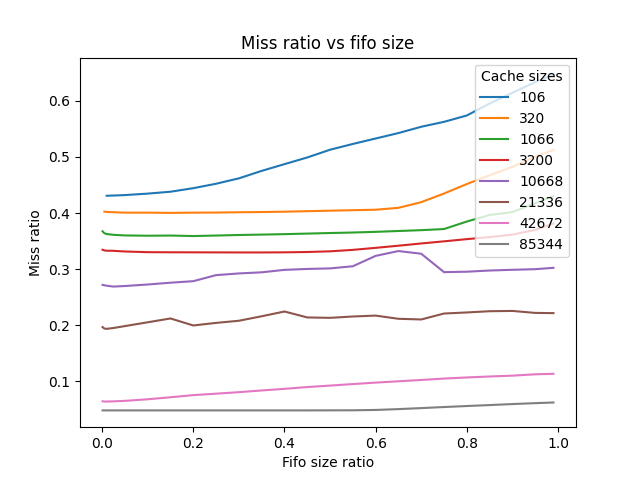 Miss ratio vs fifo size
Cache sizes
106
320
1066
3200
10668
21336
42672
85344
Miss ratio
0.6
0.5
0.4
0.3
0.2
0.1
0.0 0.2 0.4 0.6 0.8 1.0
Fifo size ratio